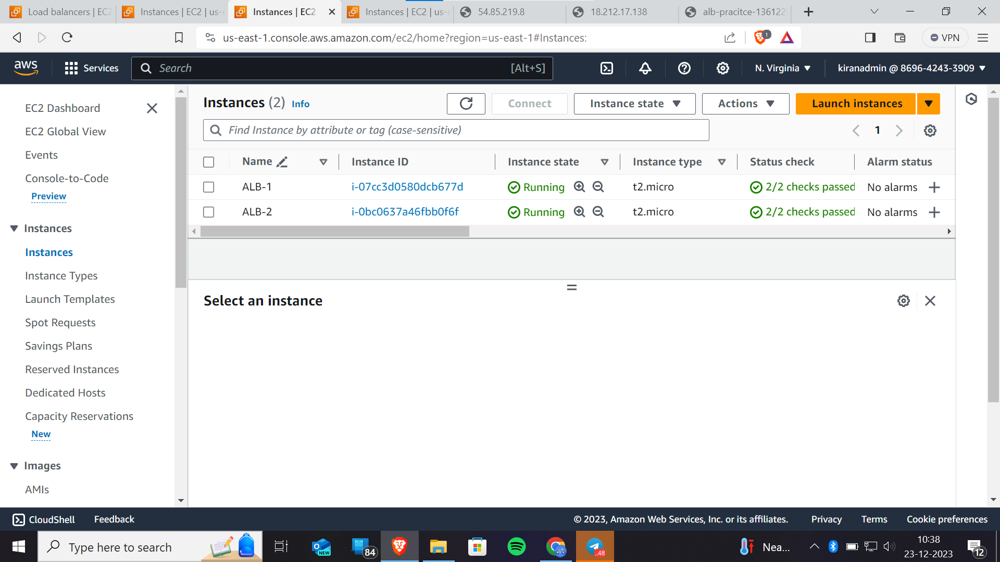 Load balancers | EC2
Instances | EC2 | us-e
Instances | EC2
Instances | EC2 | us-e
54.85.219.8
18.212.17.138
alb-pracitce-136122
us-east-1.console.aws.amazon.com/ec2/home?region=us-east-1#Instances:
1
VPN
aws
Services
Search
[Alt+S]
N. Virginia
kiranadmin @ 8696-4243-3909
EC2 Dashboard
EC2 Global View
Events
Console-to-Code
Preview
Instances
Instances
Instance Types
Launch Templates
Spot Requests
Savings Plans
Reserved Instances
Dedicated Hosts
Capacity Reservations
New
Images
AMIs
Instances (2) Info
Connect
Instance state
Actions
Launch instances
Find Instance by attribute or tag (case-sensitive)
1
Name
Instance ID
Instance state
Instance type
Status check
Alarm status
ALB-1
i-07cc3d0580dcb677d
Running
t2.micro
2/2 checks passed
No alarms
ALB-2
i-0bc0637a46fbb0f6f
Running
t2.micro
2/2 checks passed
No alarms
Select an instance
CloudShell
Feedback
© 2023, Amazon Web Services, Inc. or its affiliates.
Privacy
Terms
Cookie preferences
Type here to search
NEW
84
..48
Nea...
10:38
23-12-2023
12